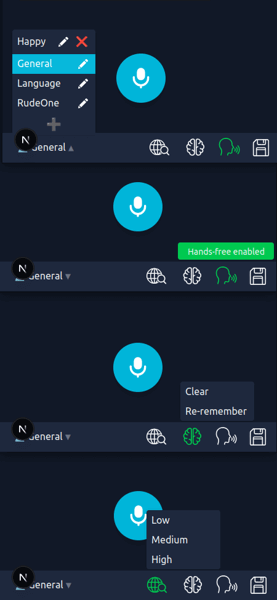 Happy
General
Language
RudeOne
N
General
Hands-free enabled
N
General
Clear
Re-remember
N
General
Low
Medium
High
N
General